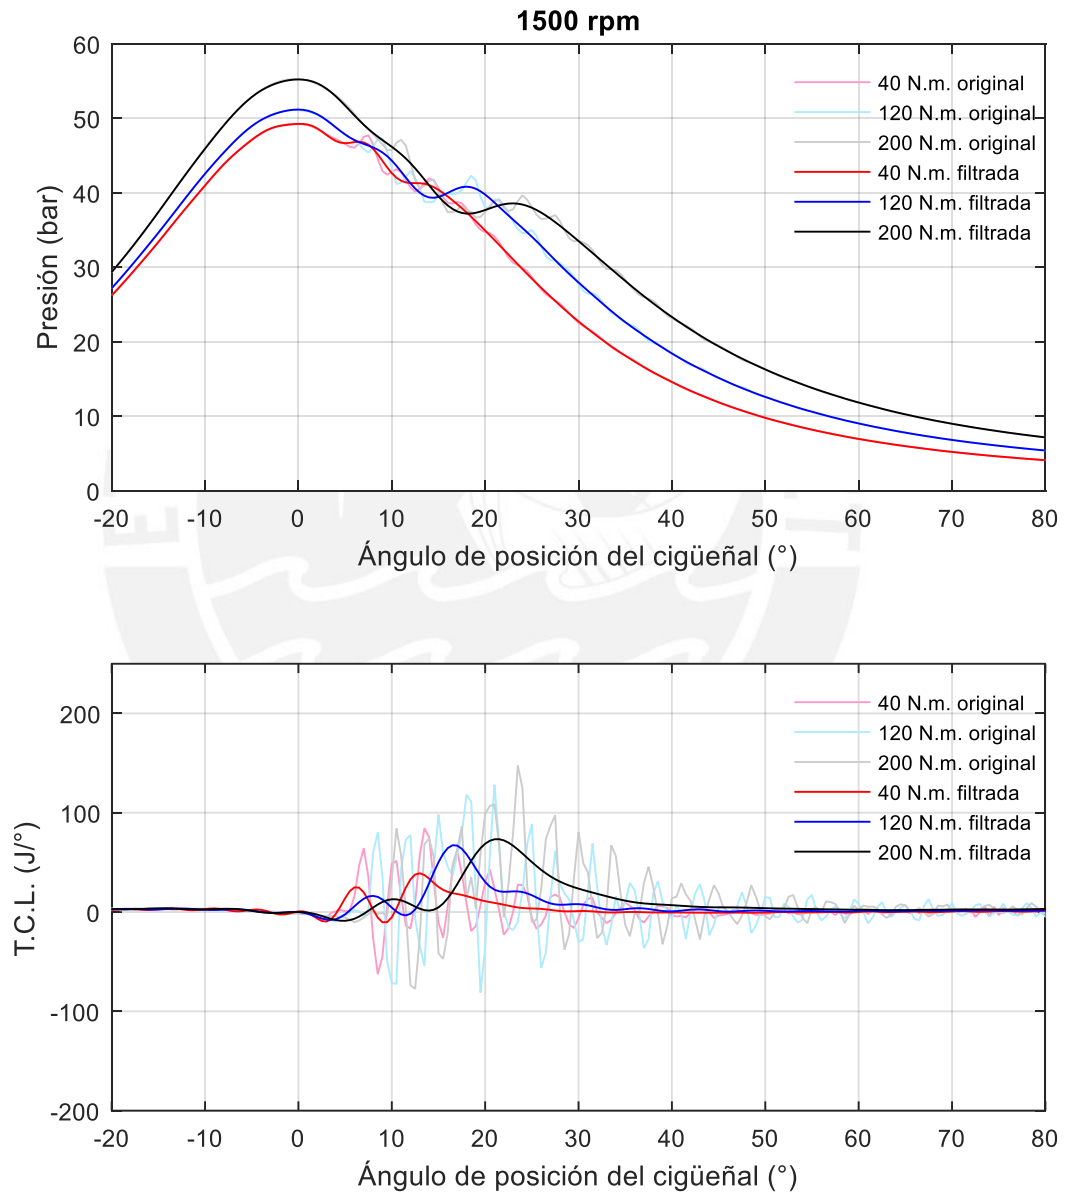 1500 rpm
60
50
40
30
20
10
0
Presión (bar)
40 N.m. original
120 N.m. original
200 N.m. original
40 N.m. filtrada
120 N.m. filtrada
200 N.m. filtrada
-20 -10 0 10 20 30 40 50 60 70 80
Ángulo de posición del cigüeñal (°)
200
100
0
-100
-200
T.C.L. (J/°)
40 N.m. original
120 N.m. original
200 N.m. original
40 N.m. filtrada
120 N.m. filtrada
200 N.m. filtrada
-20 -10 0 10 20 30 40 50 60 70 80
Ángulo de posición del cigüeñal (°)